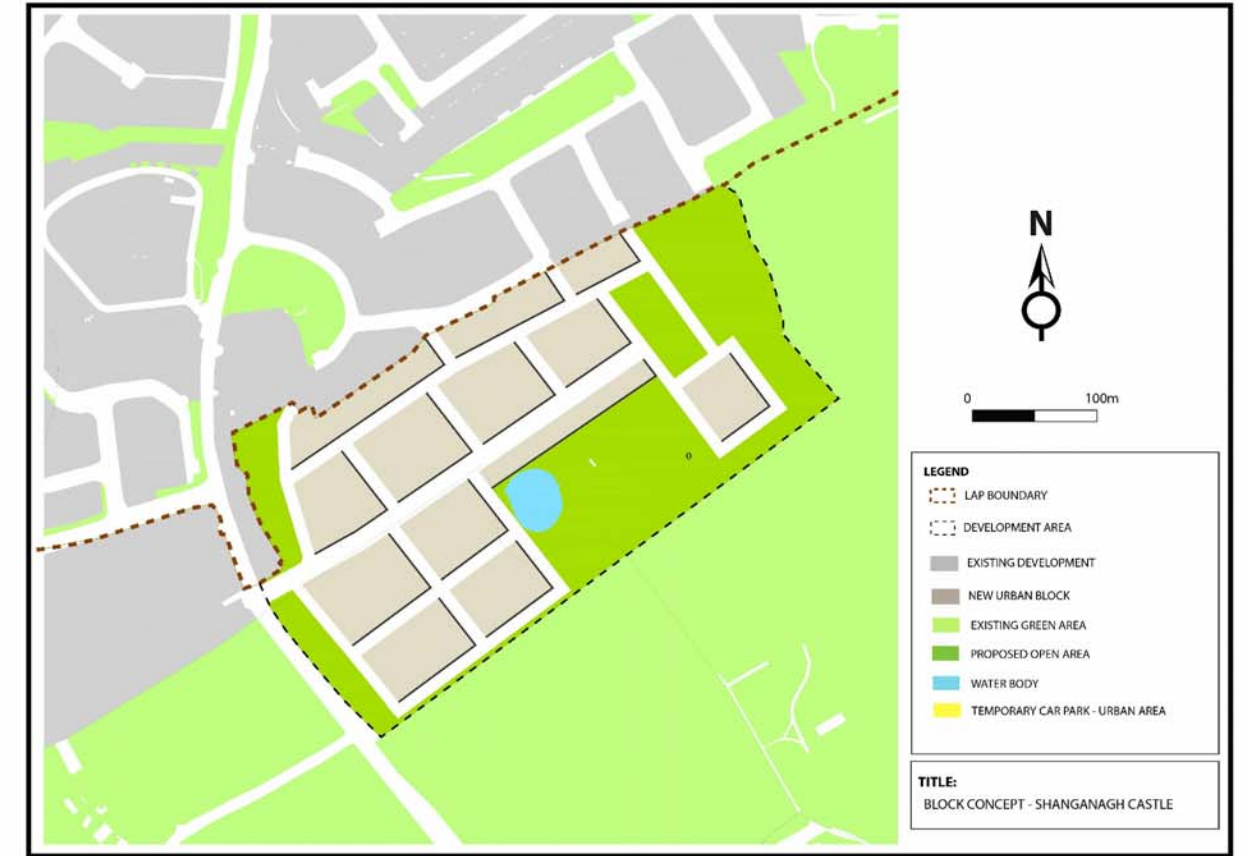 N
0 100m
LEGEND
LAP BOUNDARY
DEVELOPMENT AREA
EXISTING DEVELOPMENT
NEW URBAN BLOCK
EXISTING GREEN AREA
PROPOSED OPEN AREA
WATER BODY
TEMPORARY CAR PARK - URBAN AREA
TITLE:
BLOCK CONCEPT - SHANGANAGH CASTLE